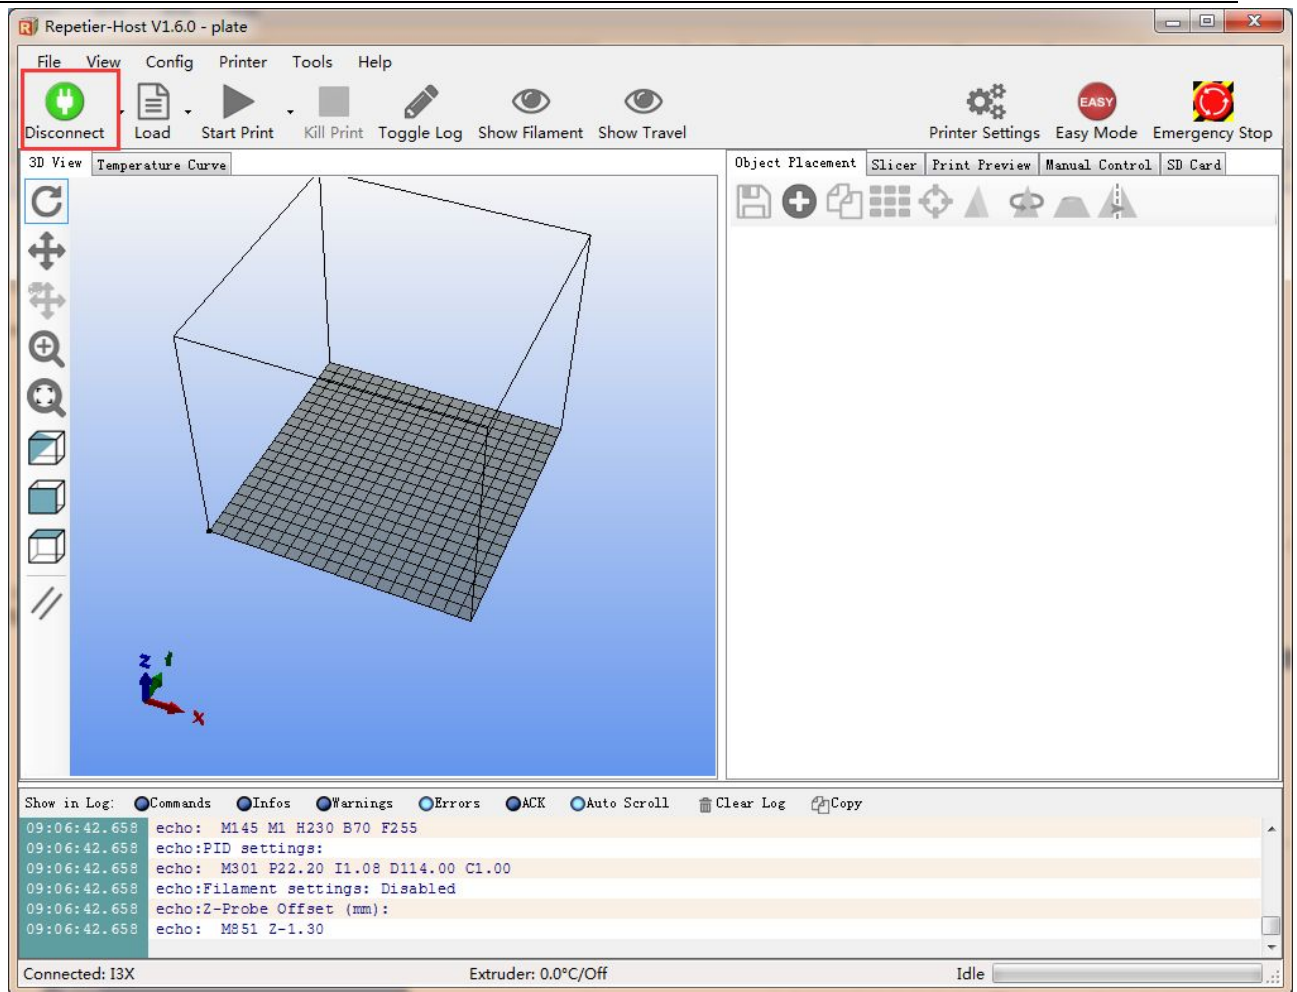 Repetier-Host V1.6.0 - plate
File View Config Printer Tools Help
Disconnect Load Start Print Kill Print Toggle Log Show Filament Show Travel Printer Settings EASY Easy Mode Emergency Stop
3D View Temperature Curve
Object Placement Slicer Print Preview Manual Control SD Card
Z Y
X
Show in Log: Commands Infos Warnings Errors ACK Auto Scroll Clear Log Copy
09:06:42.658 echo: M145 M1 H230 B70 F255
09:06:42.658 echo:PID settings:
09:06:42.658 echo: M301 P22.20 I1.08 D114.00 C1.00
09:06:42.658 echo:Filament settings: Disabled
09:06:42.658 echo:Z-Probe Offset (mm):
09:06:42.658 echo: M851 Z-1.30
Connected: I3X Extruder: 0.0°C/Off Idle